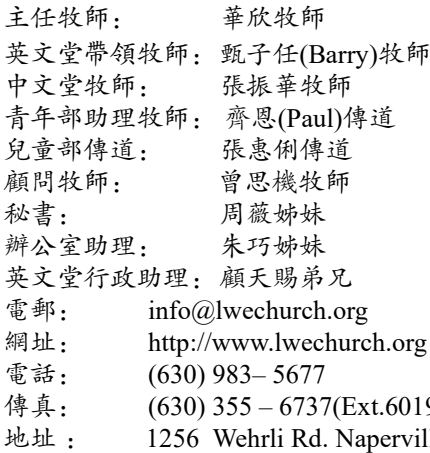 主任牧師： 華欣牧師
英文堂帶領牧師：甄子任(Barry)牧師
中文堂牧師： 張振華牧師
青年部助理牧師：齊恩(Paul)傳道
兒童部傳道： 張惠俐傳道
顧問牧師： 曾思機牧師
秘書： 周薇姊妹
辦公室助理： 朱巧姊妹
英文堂行政助理：顧天賜弟兄
電郵： info@lwechurch.org
網址： http://www.lwechurch.org
電話： (630) 983– 5677
傳真： (630) 355 – 6737(Ext.6019
地址 ： 1256 Wehrli Rd. Napervil